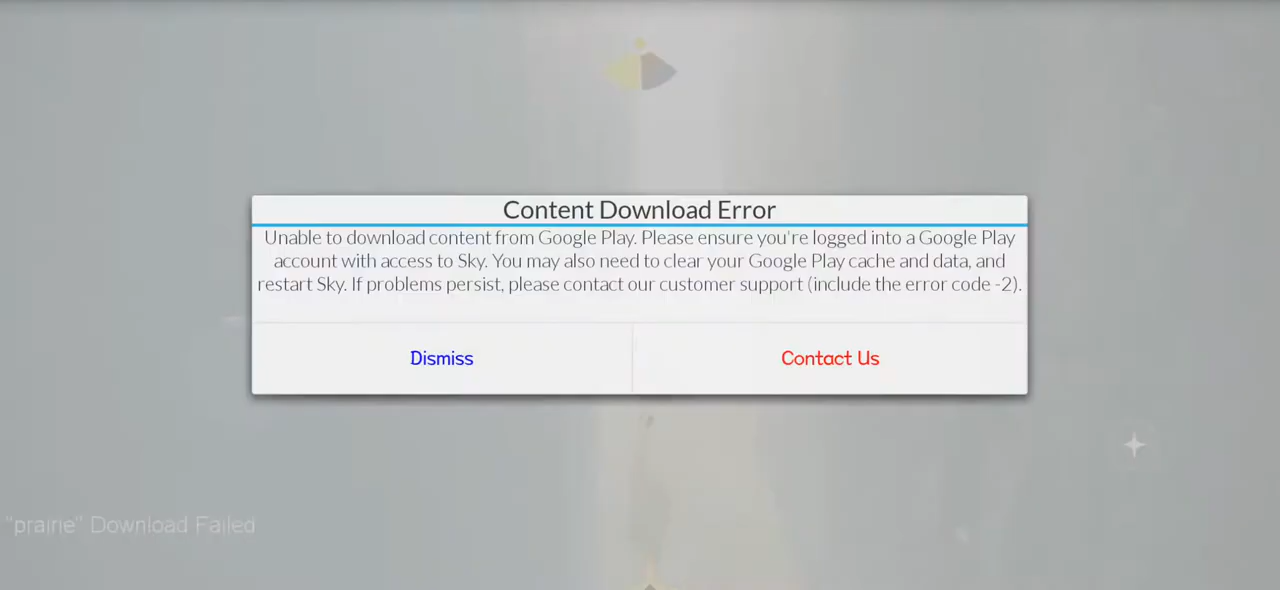 Content Download Error
Unable to download content from Google Play. Please ensure you're logged into a Google Play
account with access to Sky. You may also need to clear your Google Play cache and data, and
restart Sky. If problems persist, please contact our customer support (include the error code -2).
Dismiss
Contact Us
"prairie" Download Failed